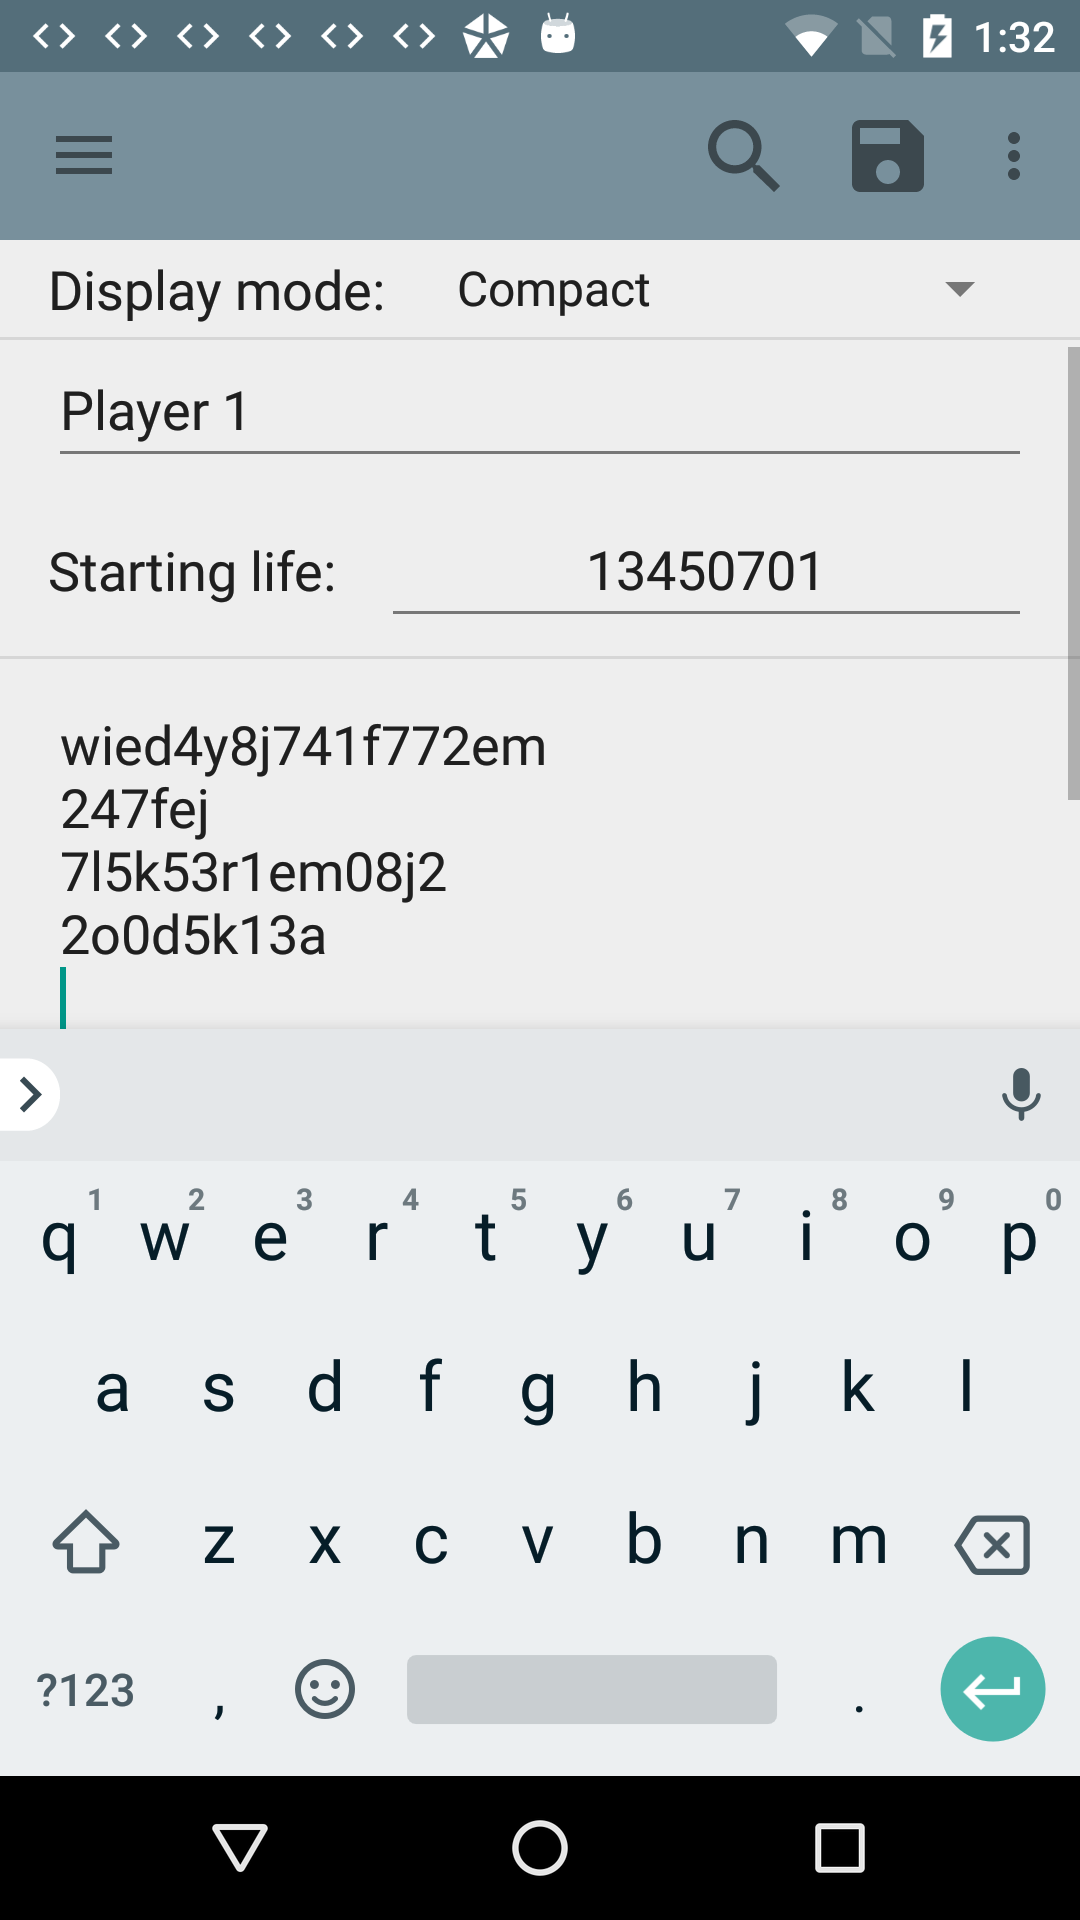 1:32
Display mode: Compact
Player 1
Starting life: 13450701
wied4y8j741f772em
247fej
7l5k53r1em08j2
2o0d5k13a
1 2 3 4 5 6 7 8 9 0
q w e r t y u i o p
a s d f g h j k l
z x c v b n m
?123 , .